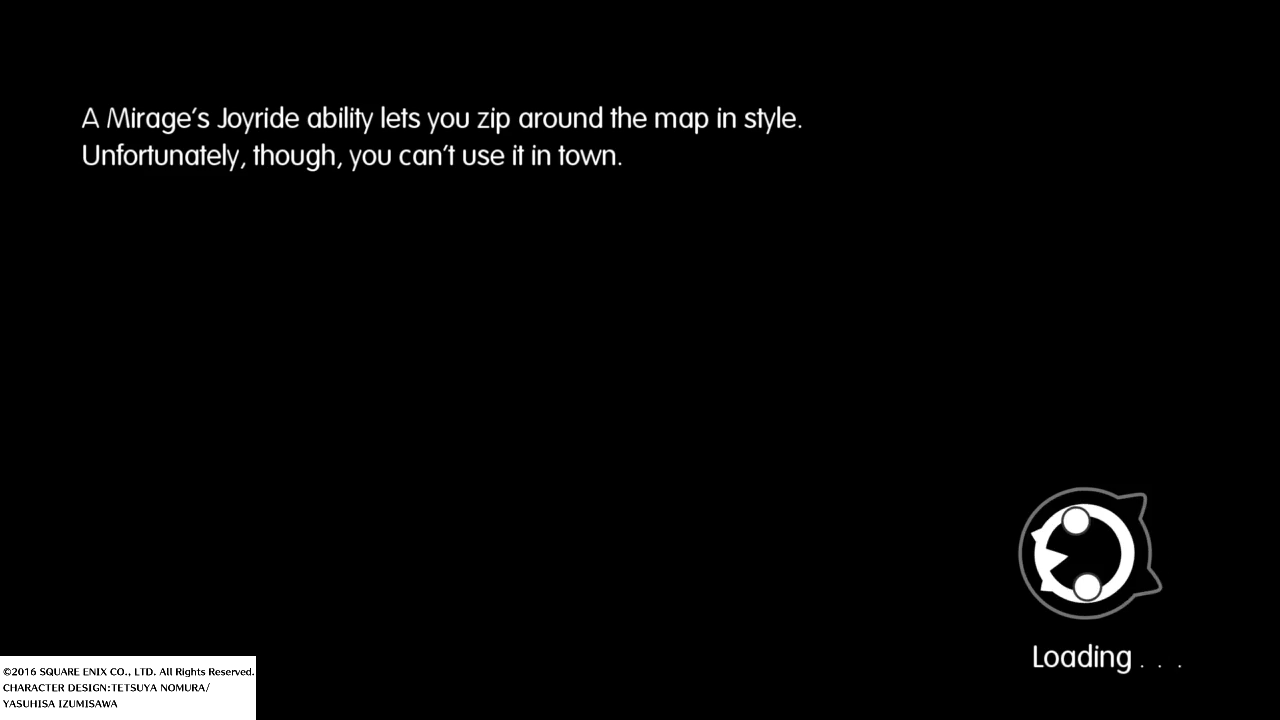 A Mirage's Joyride ability lets you zip around the map in style.
Unfortunately, though, you can't use it in town.
Loading . . .
©2016 SQUARE ENIX CO., LTD. All Rights Reserved.
CHARACTER DESIGN:TETSUYA NOMURA/
YASUHISA IZUMISAWA